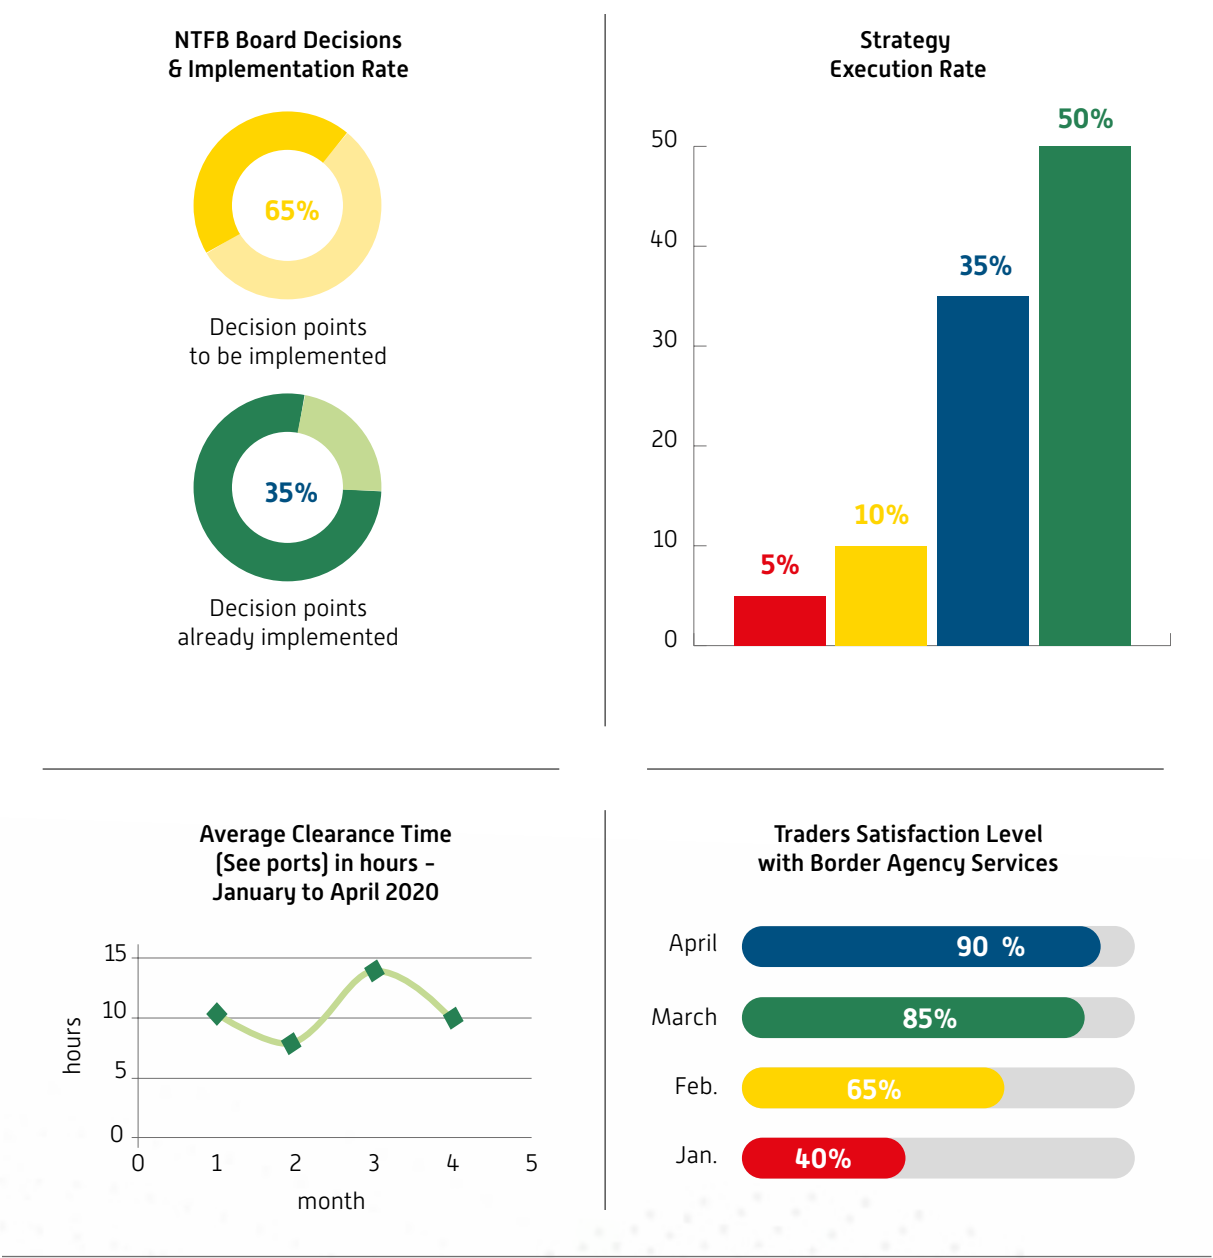 NTFB Board Decisions
& Implementation Rate
65%
Decision points
to be implemented
35%
Decision points
already implemented
Strategy
Execution Rate
50
40
30
20
10
0
5%
10%
35%
50%
Average Clearance Time
(See ports) in hours –
January to April 2020
hours
15
10
5
0
0 1 2 3 4 5
month
Traders Satisfaction Level
with Border Agency Services
April 90 %
March 85%
Feb. 65%
Jan. 40%